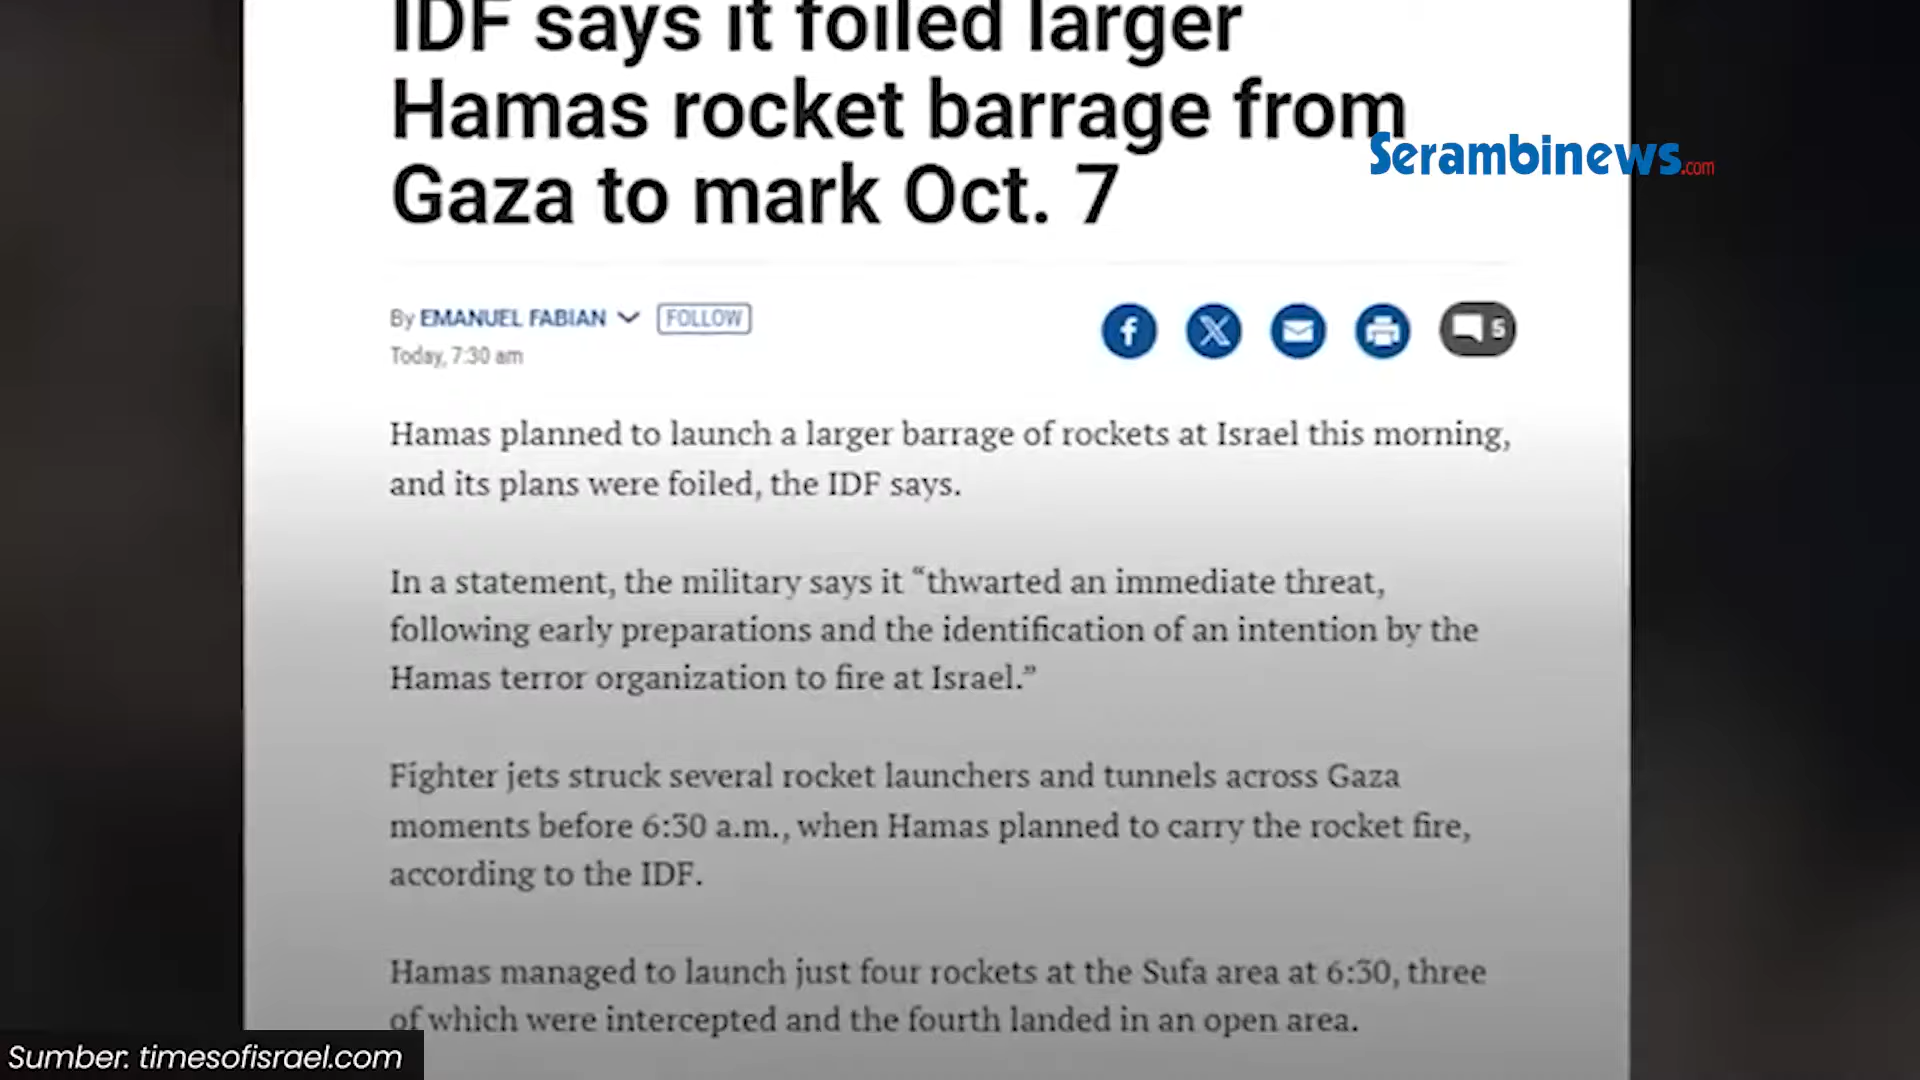 IDF says it foiled larger
Hamas rocket barrage from
Gaza to mark Oct. 7
Serambinews.com
By EMANUEL FABIAN FOLLOW
Today, 7:30 am
5
Hamas planned to launch a larger barrage of rockets at Israel this morning,
and its plans were foiled, the IDF says.
In a statement, the military says it “thwarted an immediate threat,
following early preparations and the identification of an intention by the
Hamas terror organization to fire at Israel.”
Fighter jets struck several rocket launchers and tunnels across Gaza
moments before 6:30 a.m., when Hamas planned to carry the rocket fire,
according to the IDF.
Hamas managed to launch just four rockets at the Sufa area at 6:30, three
of which were intercepted and the fourth landed in an open area.
Sumber: timesofisrael.com